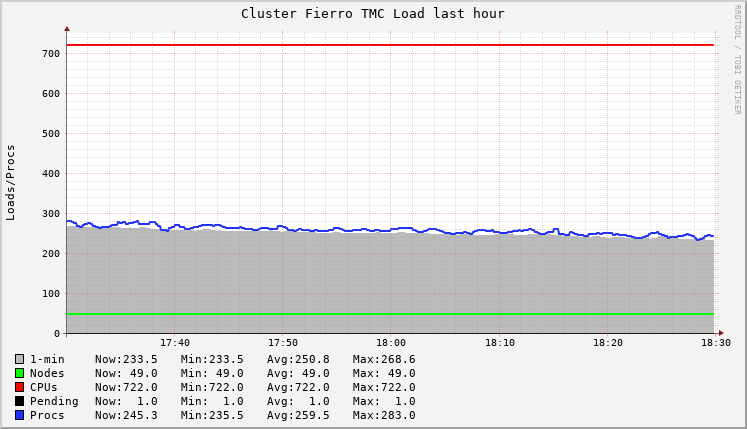 Cluster Fierro TMC Load last hour
RRDTOOL / TOBI OETIKER
Loads/Procs
700
600
500
400
300
200
100
0
17:40 17:50 18:00 18:10 18:20 18:30
1-min Now:233.5 Min:233.5 Avg:250.8 Max:268.6
Nodes Now: 49.0 Min: 49.0 Avg: 49.0 Max: 49.0
CPUs Now:722.0 Min:722.0 Avg:722.0 Max:722.0
Pending Now: 1.0 Min: 1.0 Avg: 1.0 Max: 1.0
Procs Now:245.3 Min:235.5 Avg:259.5 Max:283.0